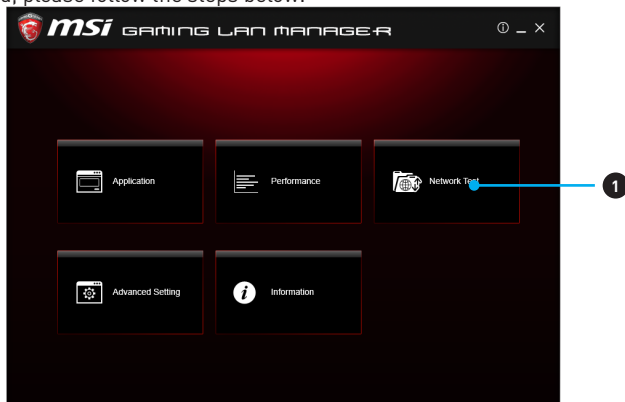 please follow the steps below.
msi GAMING LAN MANAGER
Application
Performance
Network Test
1
Advanced Setting
Information